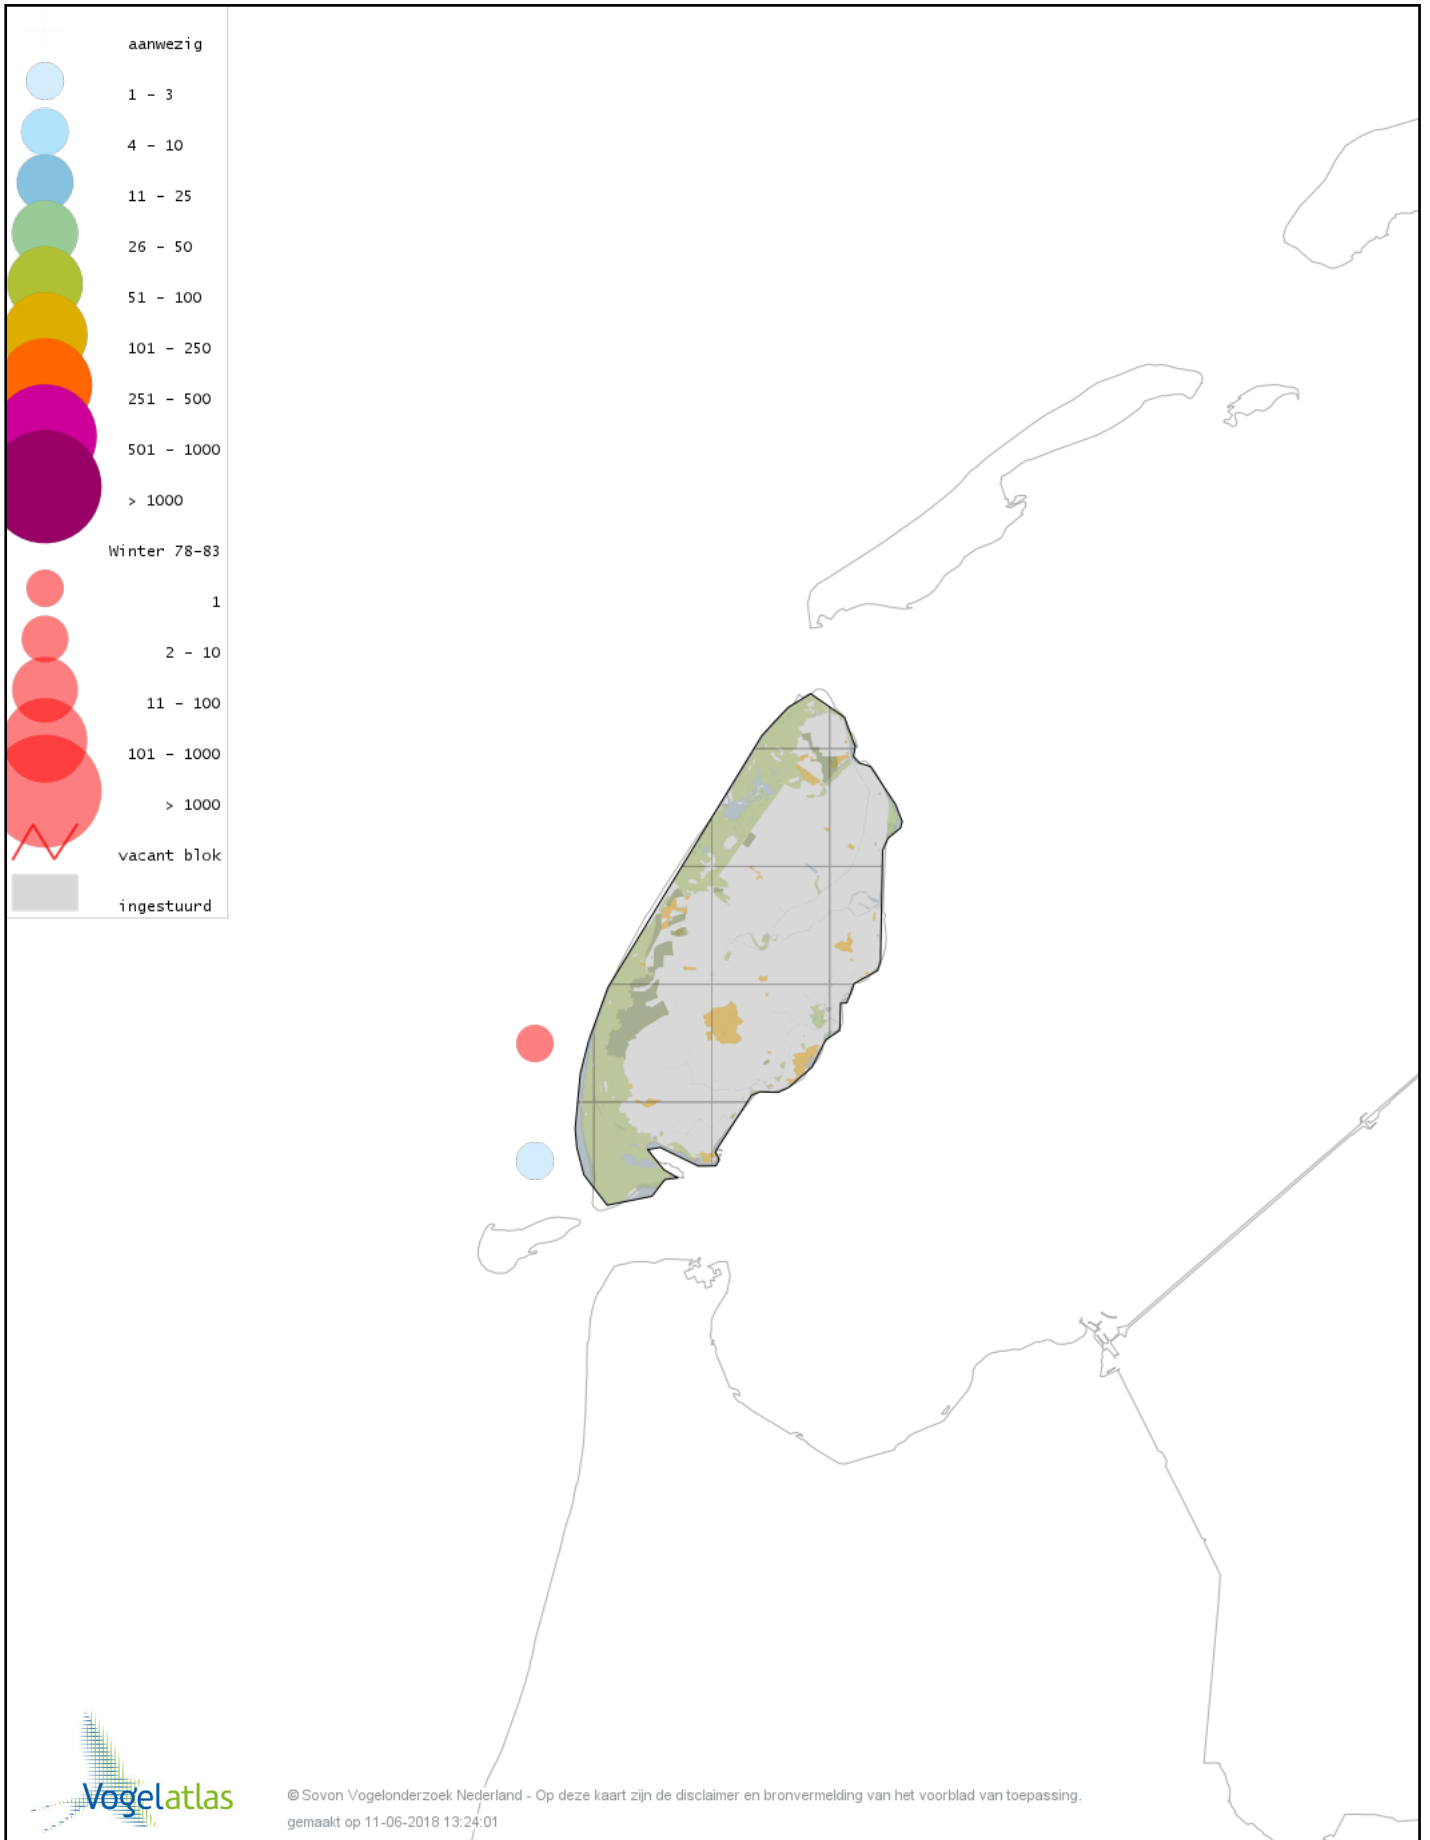 aanwezig
1 - 3
4 - 10
11 - 25
26 - 50
51 - 100
101 - 250
251 - 500
501 - 1000
> 1000
Winter 78-83
1
2 - 10
11 - 100
101 - 1000
> 1000
vacant blok
ingestuurd
Vogelatlas
© Sovon Vogelonderzoek Nederland - Op deze kaart zijn de disclaimer en bronvermelding van het voorblad van toepassing.
gemaakt op 11-06-2018 13:24:01